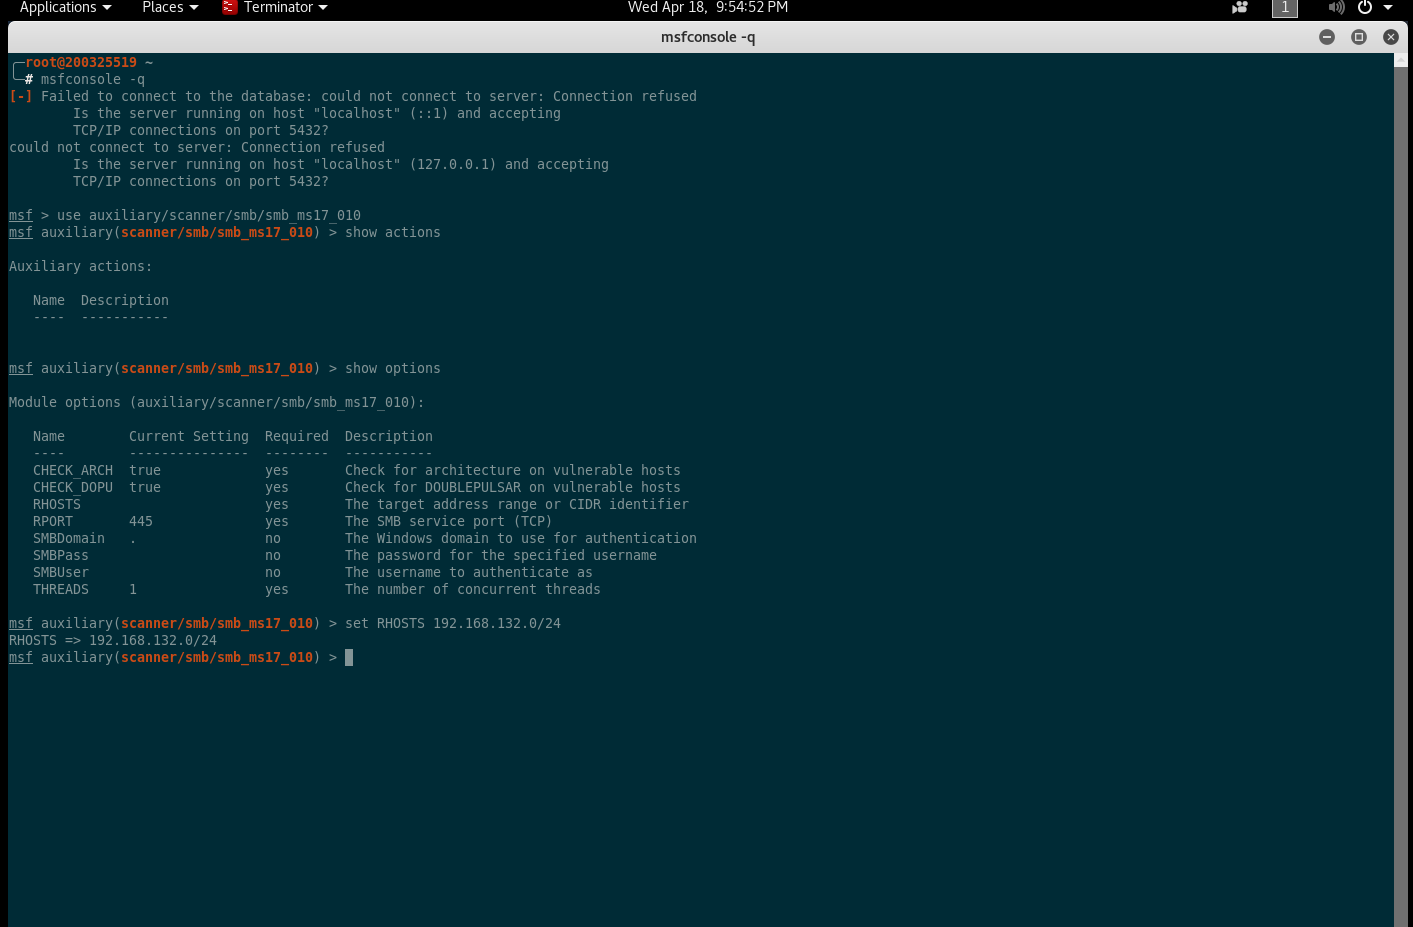 Applications Places Terminator Wed Apr 18, 9:54:52 PM 1
msfconsole -q
root@200325519 ~
# msfconsole -q
[-] Failed to connect to the database: could not connect to server: Connection refused
Is the server running on host "localhost" (::1) and accepting
TCP/IP connections on port 5432?
could not connect to server: Connection refused
Is the server running on host "localhost" (127.0.0.1) and accepting
TCP/IP connections on port 5432?
msf > use auxiliary/scanner/smb/smb_ms17_010
msf auxiliary(scanner/smb/smb_ms17_010) > show actions
Auxiliary actions:
Name Description
---- -----------
msf auxiliary(scanner/smb/smb_ms17_010) > show options
Module options (auxiliary/scanner/smb/smb_ms17_010):
Name Current Setting Required Description
---- --------------- -------- -----------
CHECK_ARCH true yes Check for architecture on vulnerable hosts
CHECK_DOPU true yes Check for DOUBLEPULSAR on vulnerable hosts
RHOSTS yes The target address range or CIDR identifier
RPORT 445 yes The SMB service port (TCP)
SMBDomain . no The Windows domain to use for authentication
SMBPass no The password for the specified username
SMBUser no The username to authenticate as
THREADS 1 yes The number of concurrent threads
msf auxiliary(scanner/smb/smb_ms17_010) > set RHOSTS 192.168.132.0/24
RHOSTS => 192.168.132.0/24
msf auxiliary(scanner/smb/smb_ms17_010) >